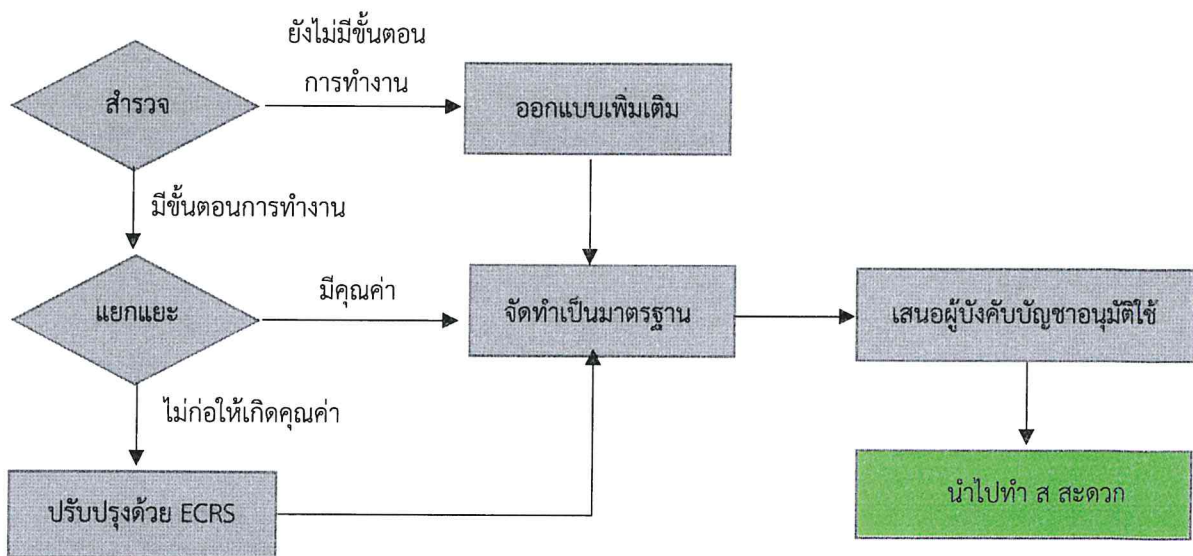 ยังไม่มีขั้นตอน
การทำงาน
สำรวจ
ออกแบบเพิ่มเติม
มีขั้นตอนการทำงาน
แยกแยะ
มีคุณค่า
จัดทำเป็นมาตรฐาน
เสนอผู้บังคับบัญชาอนุมัติใช้
ไม่ก่อให้เกิดคุณค่า
ปรับปรุงด้วย ECRS
นำไปทำ ส สะดวก